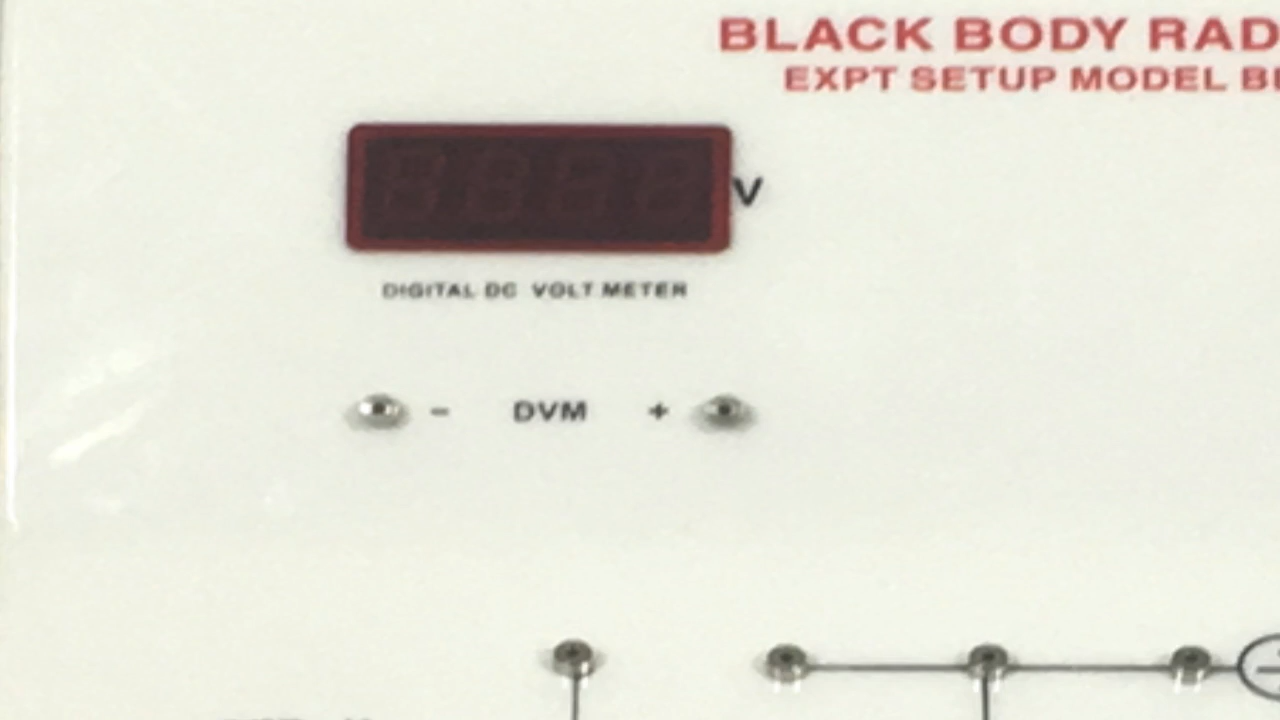 BLACK BODY RAD
EXPT SETUP MODEL
V
DIGITAL DC VOLT METER
- DVM +